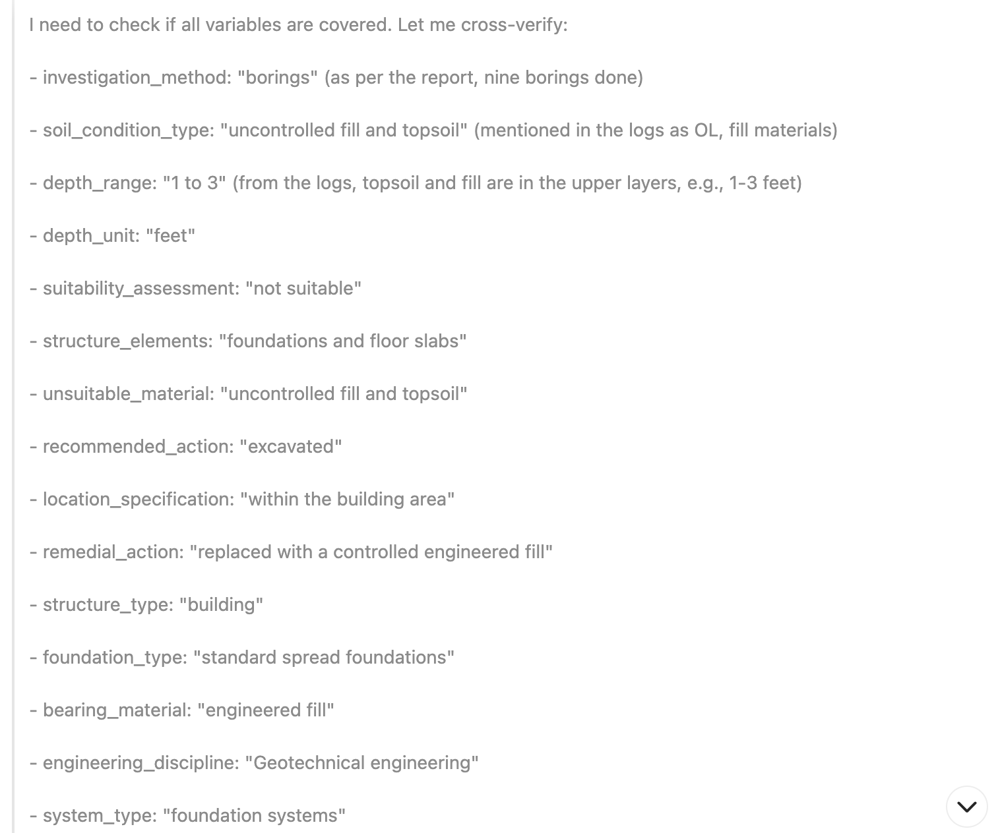 I need to check if all variables are covered. Let me cross-verify:
- investigation_method: "borings" (as per the report, nine borings done)
- soil_condition_type: "uncontrolled fill and topsoil" (mentioned in the logs as OL, fill materials)
- depth_range: "1 to 3" (from the logs, topsoil and fill are in the upper layers, e.g., 1-3 feet)
- depth_unit: "feet"
- suitability_assessment: "not suitable"
- structure_elements: "foundations and floor slabs"
- unsuitable_material: "uncontrolled fill and topsoil"
- recommended_action: "excavated"
- location_specification: "within the building area"
- remedial_action: "replaced with a controlled engineered fill"
- structure_type: "building"
- foundation_type: "standard spread foundations"
- bearing_material: "engineered fill"
- engineering_discipline: "Geotechnical engineering"
- system_type: "foundation systems"